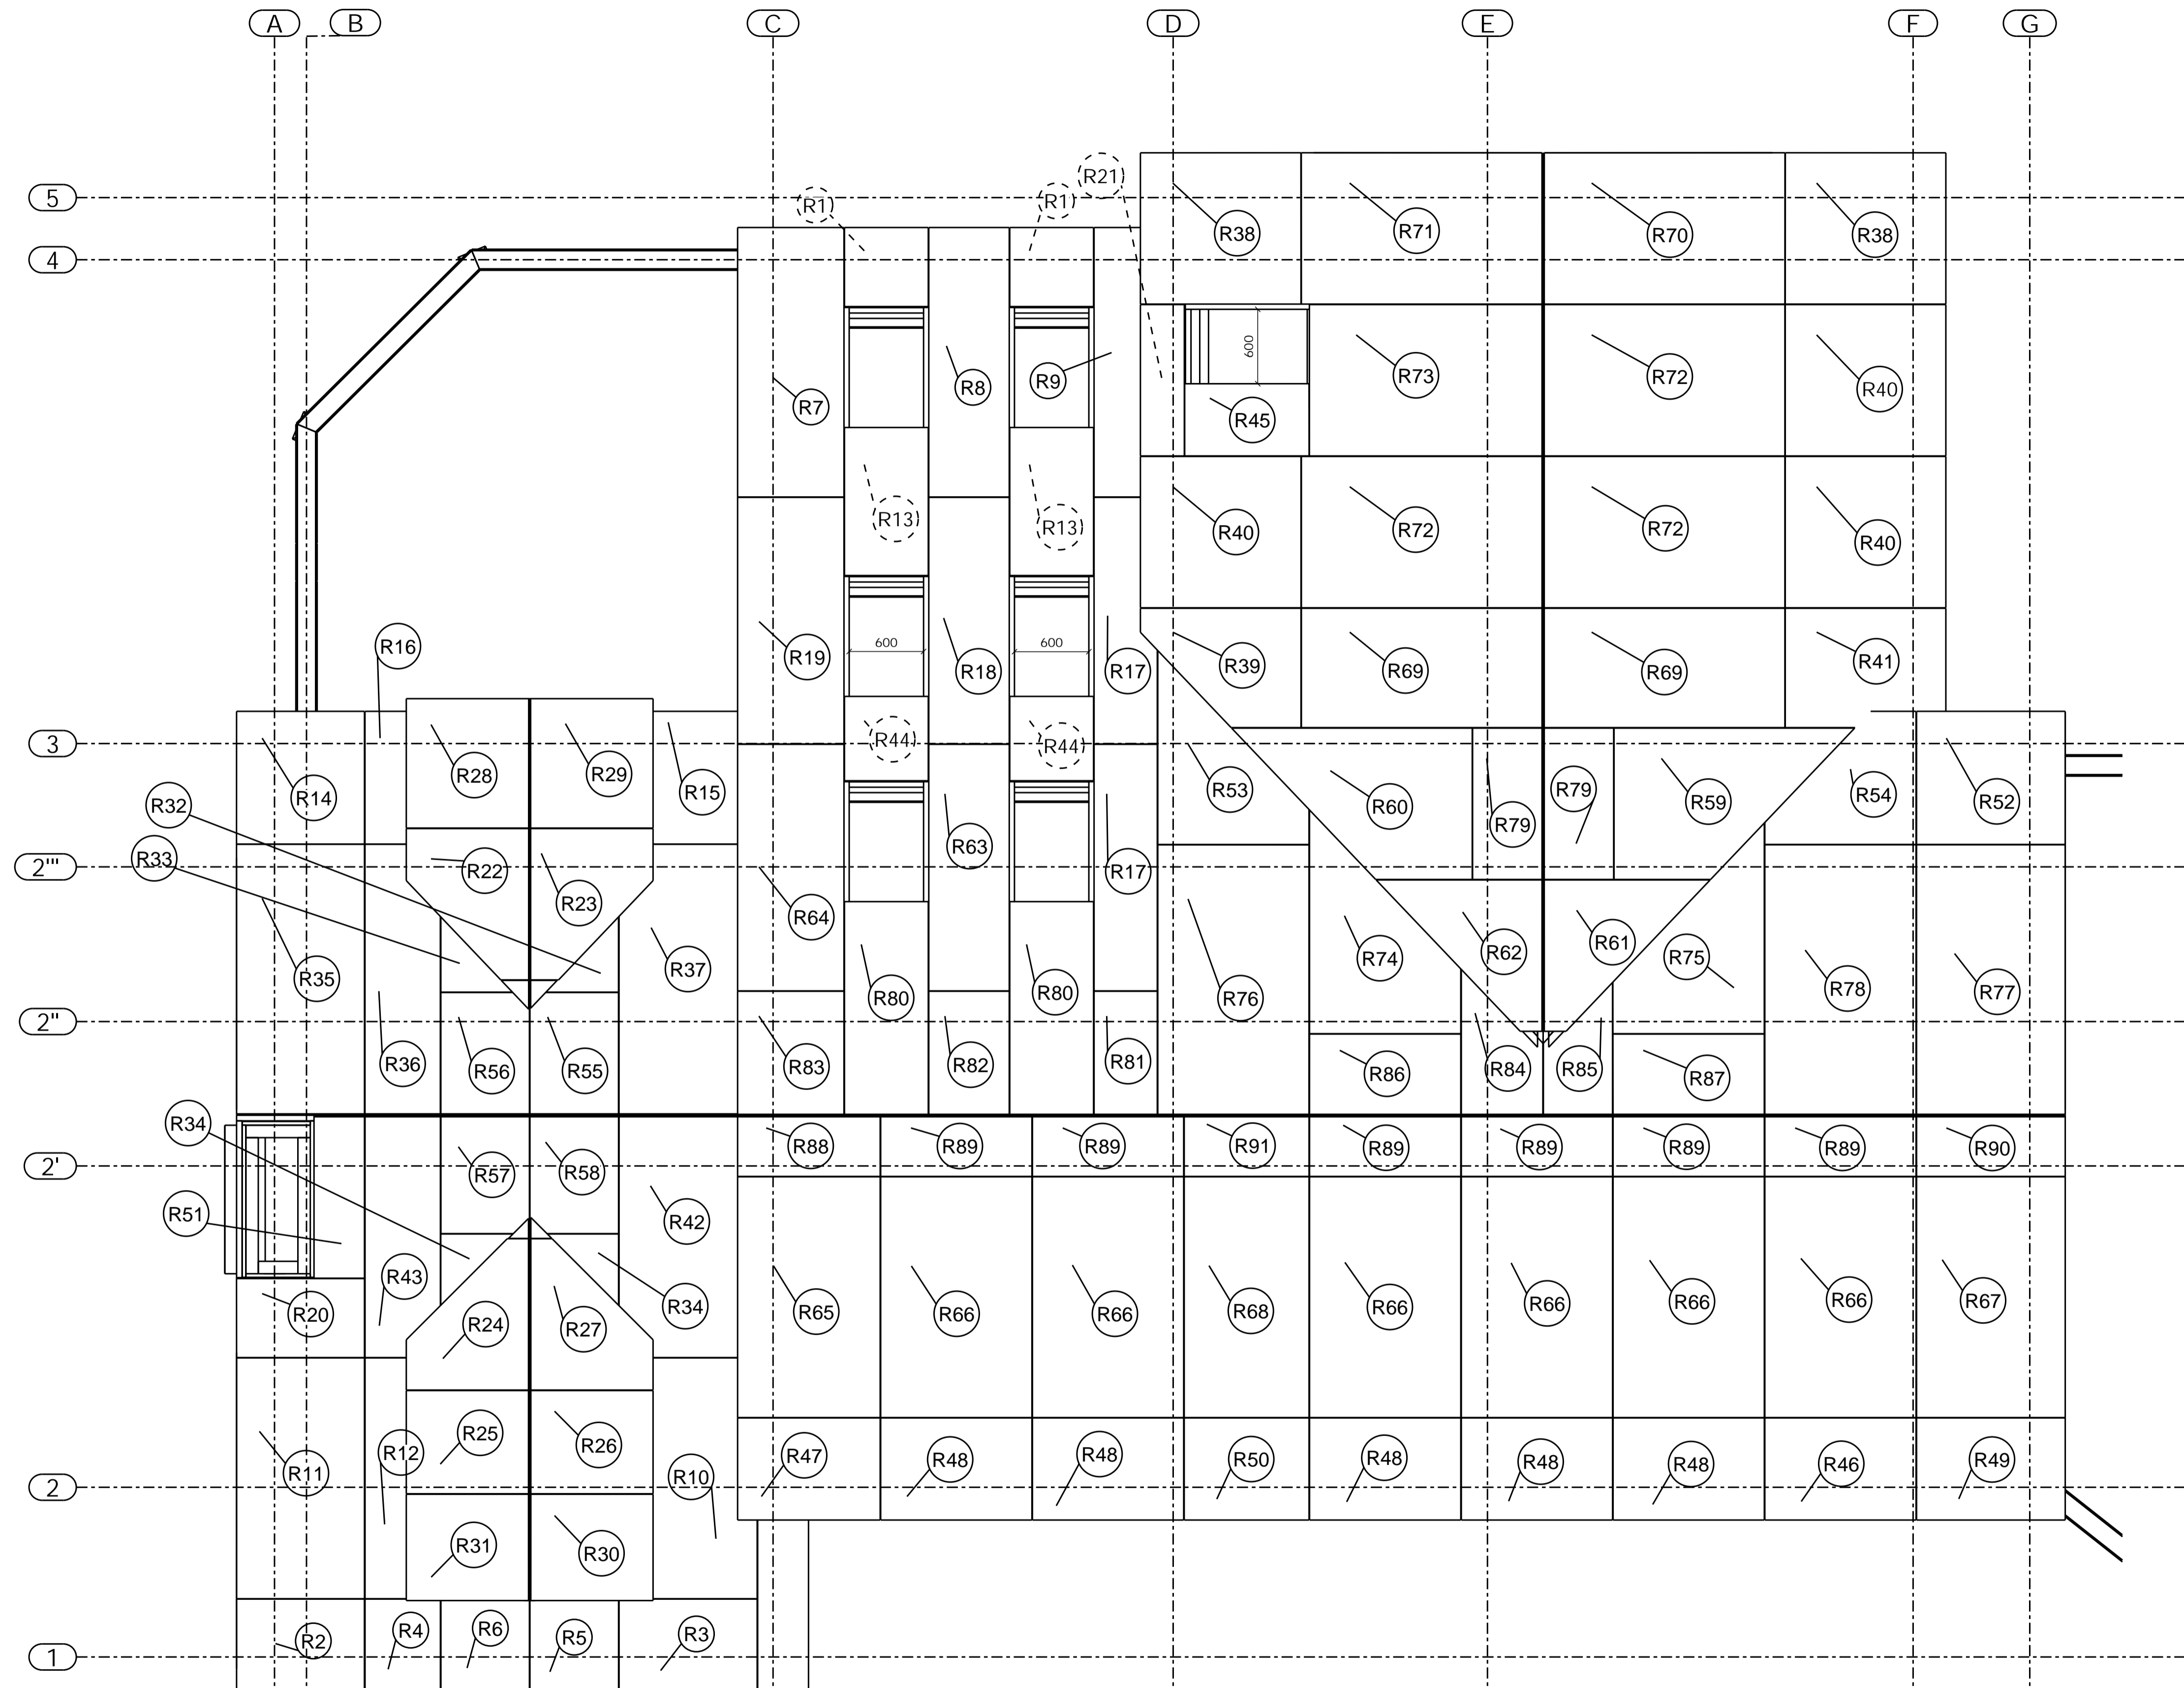 A B C D E F G
5
R1 R1 R21
R38 R71 R70 R38
4
600
R7 R8 R9 R73 R72 R40
R45
R13 R13 R40 R72 R72 R40
R16
600 600
R19 R18 R17 R39 R69 R69 R41
3
R44 R44
R14 R28 R29 R15 R53 R60 R79 R79 R59 R54 R52
R32
R33 R22 R23 R63 R17
2'''
R35 R37 R64 R74 R62 R61 R75 R78 R77
R80 R80 R76
2''
R36 R56 R55 R83 R82 R81 R86 R84 R85 R87
R34
R88 R89 R89 R91 R89 R89 R89 R89 R90
2'
R57 R58
R51 R42
R43
R20 R24 R27 R34 R65 R66 R66 R68 R66 R66 R66 R66 R67
R11 R12 R25 R26 R10 R47 R48 R48 R50 R48 R48 R48 R46 R49
2
R31 R30
R2 R4 R6 R5 R3
1